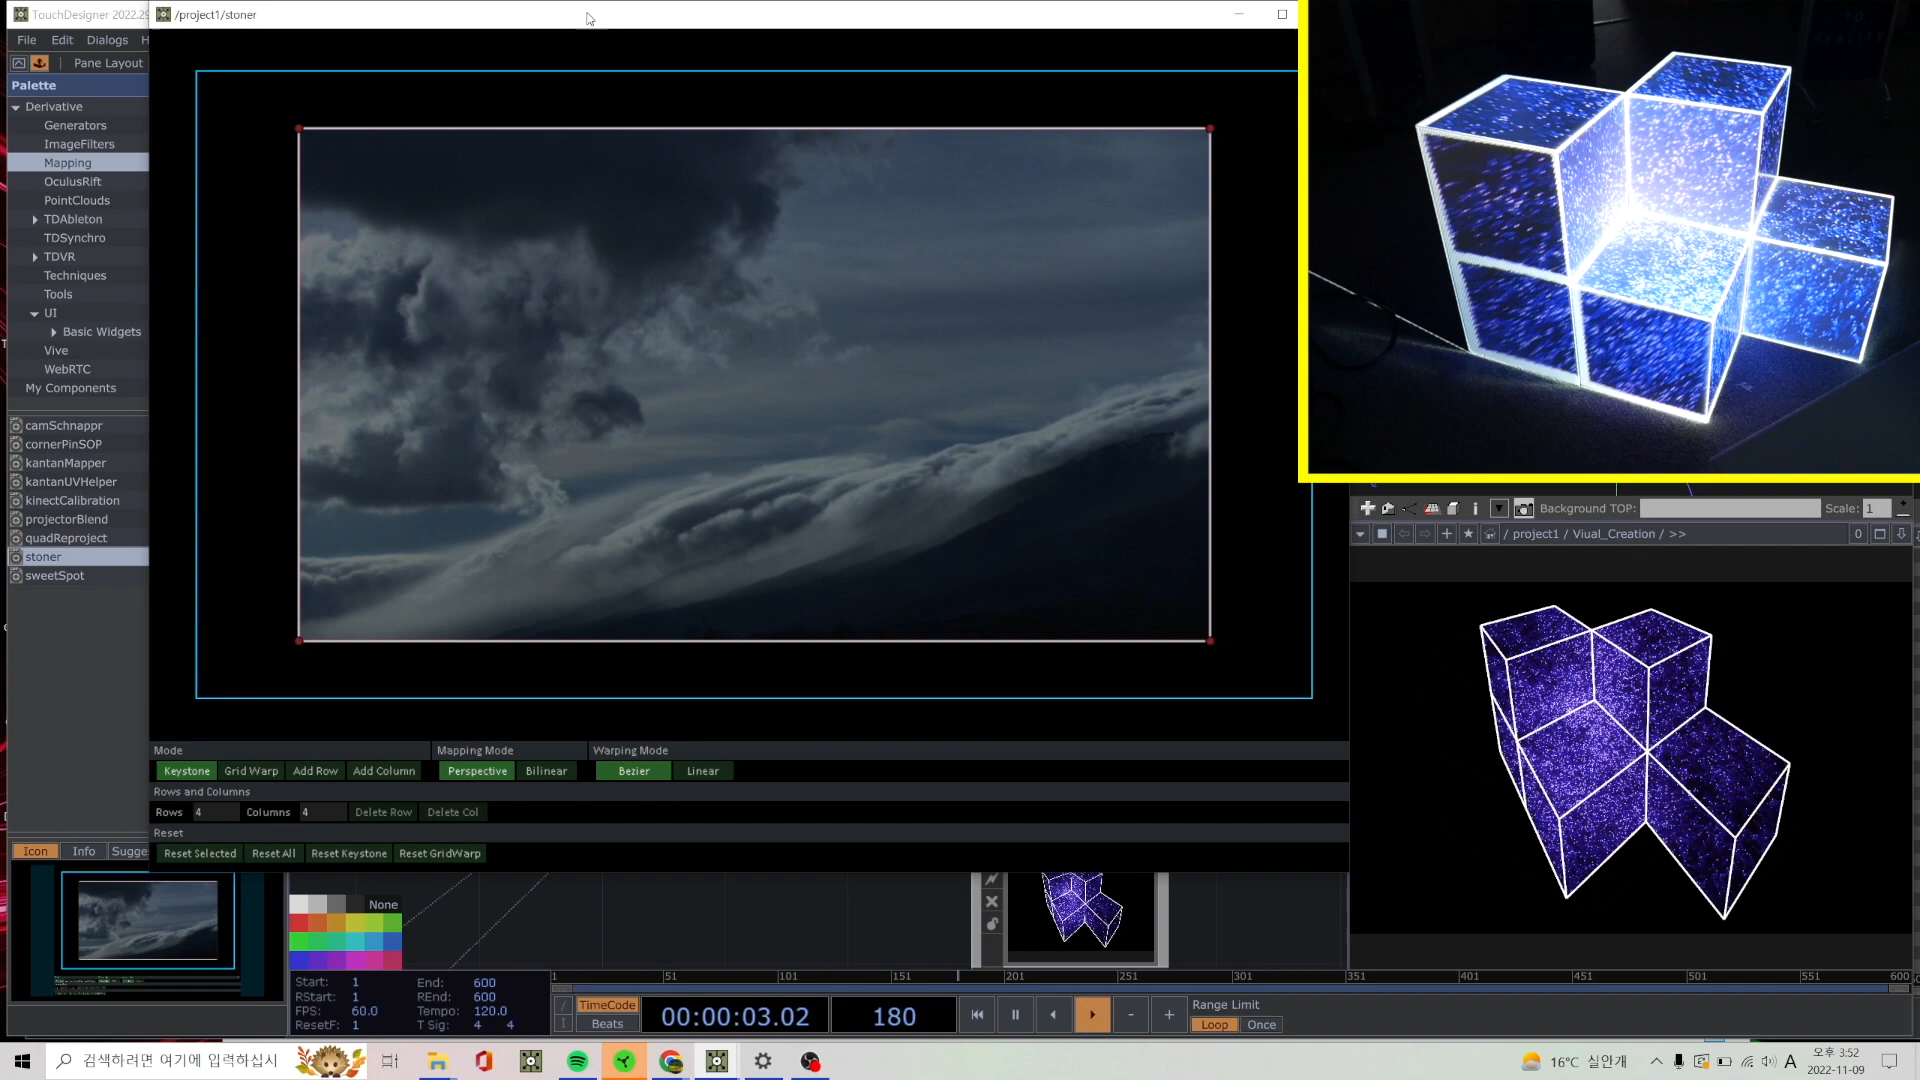 TouchDesigner 2022.29
/project1/stoner
File Edit Dialogs H
Pane Layout
Palette
Derivative
Generators
ImageFilters
Mapping
OculusRift
PointClouds
TDAbleton
TDSynchro
TDVR
Techniques
Tools
UI
Basic Widgets
Vive
WebRTC
My Components
camSchnappr
cornerPinSOP
kantanMapper
kantanUVHelper
kinectCalibration
projectorBlend
quadReproject
stoner
sweetSpot
Background TOP: Scale: 1
/ project1 / Viual_Creation / >> 0
Mode Mapping Mode Warping Mode
Keystone Grid Warp Add Row Add Column Perspective Bilinear Bezier Linear
Rows and Columns
Rows 4 Columns 4 Delete Row Delete Col
Reset
Reset Selected Reset All Reset Keystone Reset GridWarp
Icon Info Sugge
None
Start: 1 End: 600
RStart: 1 REnd: 600
FPS: 60.0 Tempo: 120.0
ResetF: 1 T Sig: 4 4
1 51 101 151 201 251 301 351 401 451 501 551 600
TimeCode
Beats
00:00:03.02
180
Range Limit
Loop Once
검색하려면 여기에 입력하십시
16°C 실안개
A
오후 3:52
2022-11-09